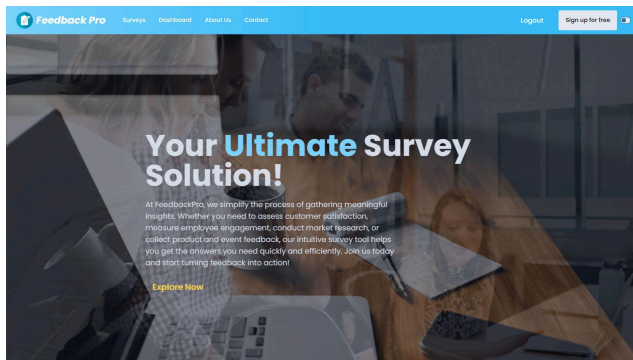 Feedback Pro
Surveys Dashboard About Us Contact
Logout
Sign up for free
Your Ultimate Survey
Solution!
At FeedbackPro, we simplify the process of gathering meaningful
insights. Whether you need to assess customer satisfaction,
measure employee engagement, conduct market research, or
collect product and event feedback, our intuitive survey tool helps
you get the answers you need quickly and efficiently. Join us today
and start turning feedback into action!
Explore Now